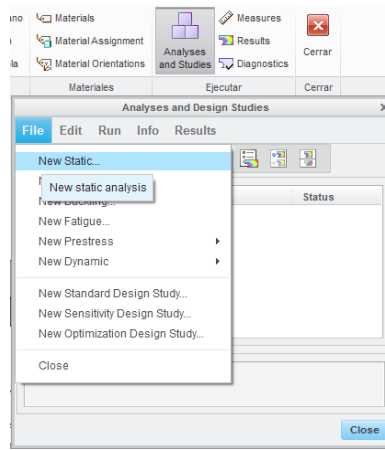 ano
Materials
Material Assignment
la
Material Orientations
Analyses
and Studies
Measures
Results
Diagnostics
Cerrar
Materiales
Ejecutar
Cerrar
Analyses and Design Studies
File Edit Run Info Results
New Static...
New static analysis
New Buckling...
New Fatigue...
New Prestress
New Dynamic
New Standard Design Study...
New Sensitivity Design Study...
New Optimization Design Study...
Close
Status
Close